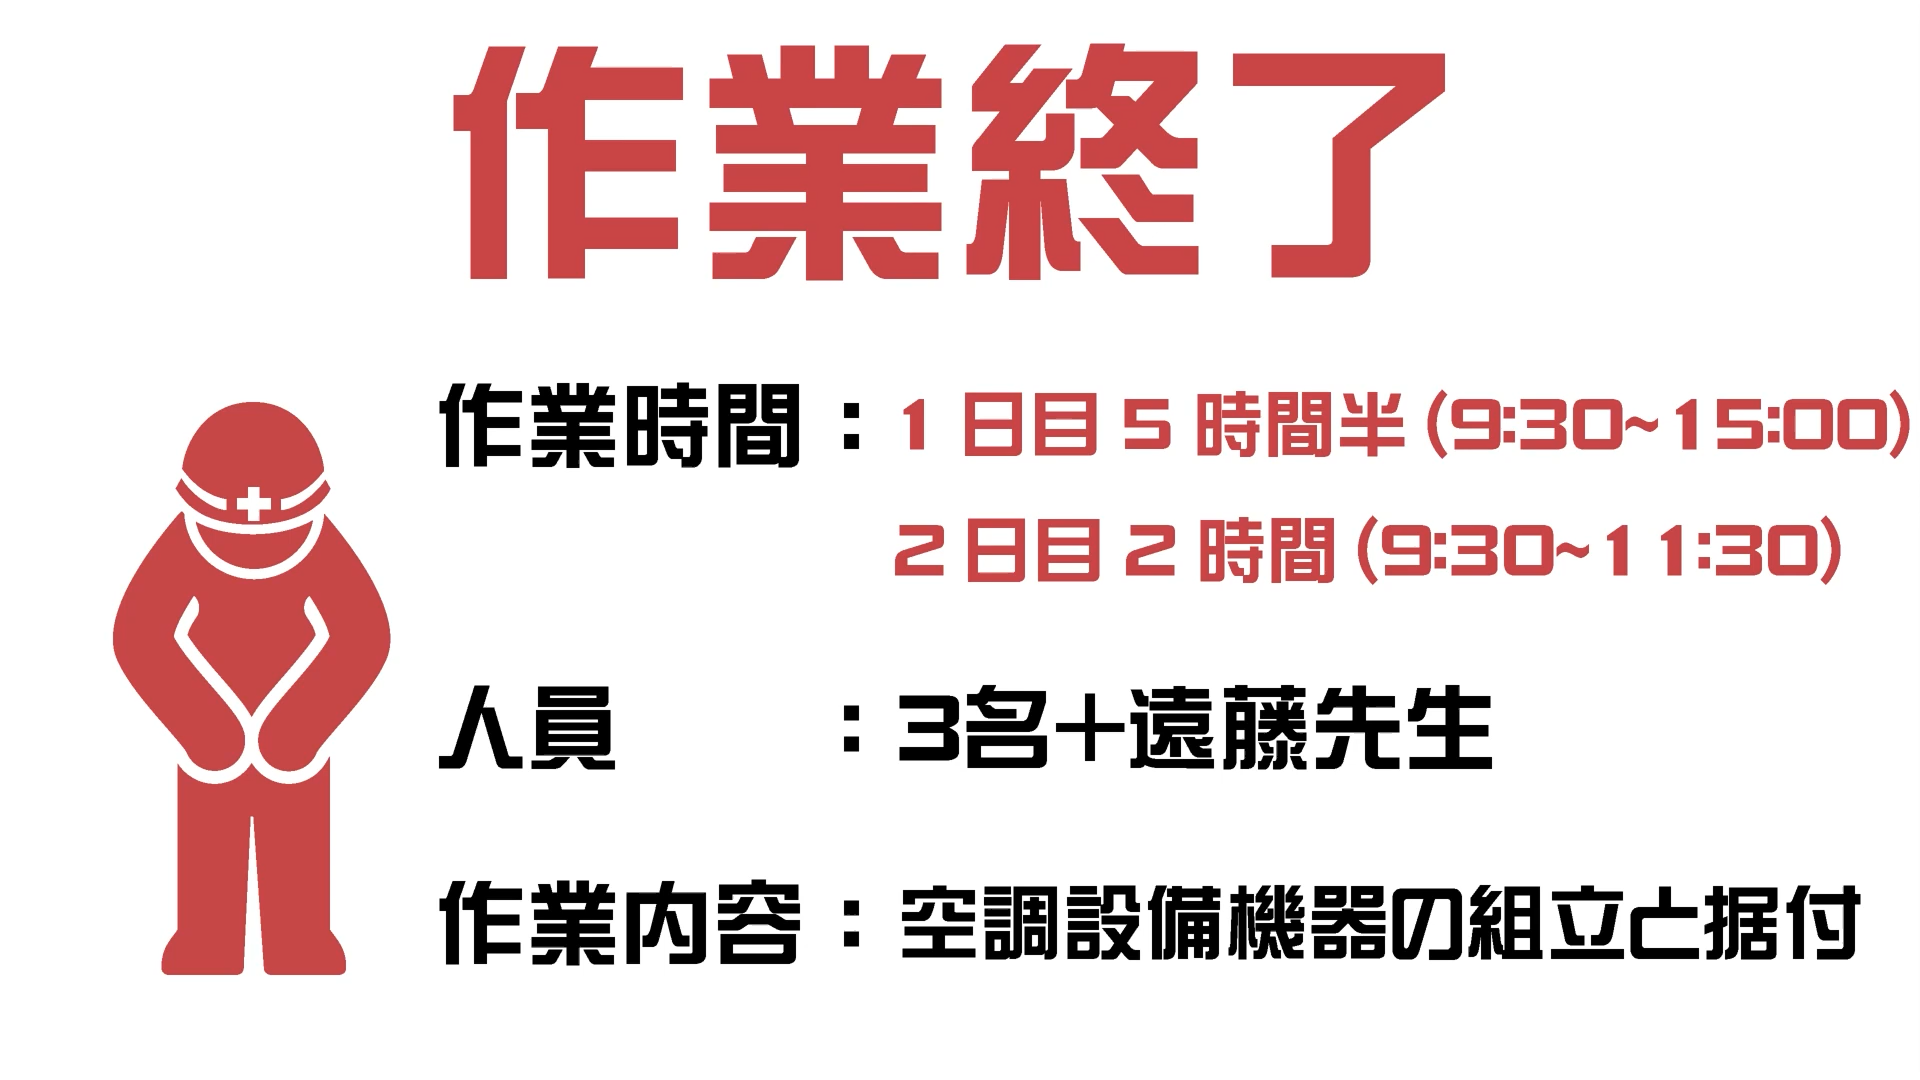 作業終了
作業時間：1日目5時間半(9:30~15:00)
2日目2時間(9:30~11:30)
人員　　：3名＋遠藤先生
作業内容：空調設備機器の組立と据付